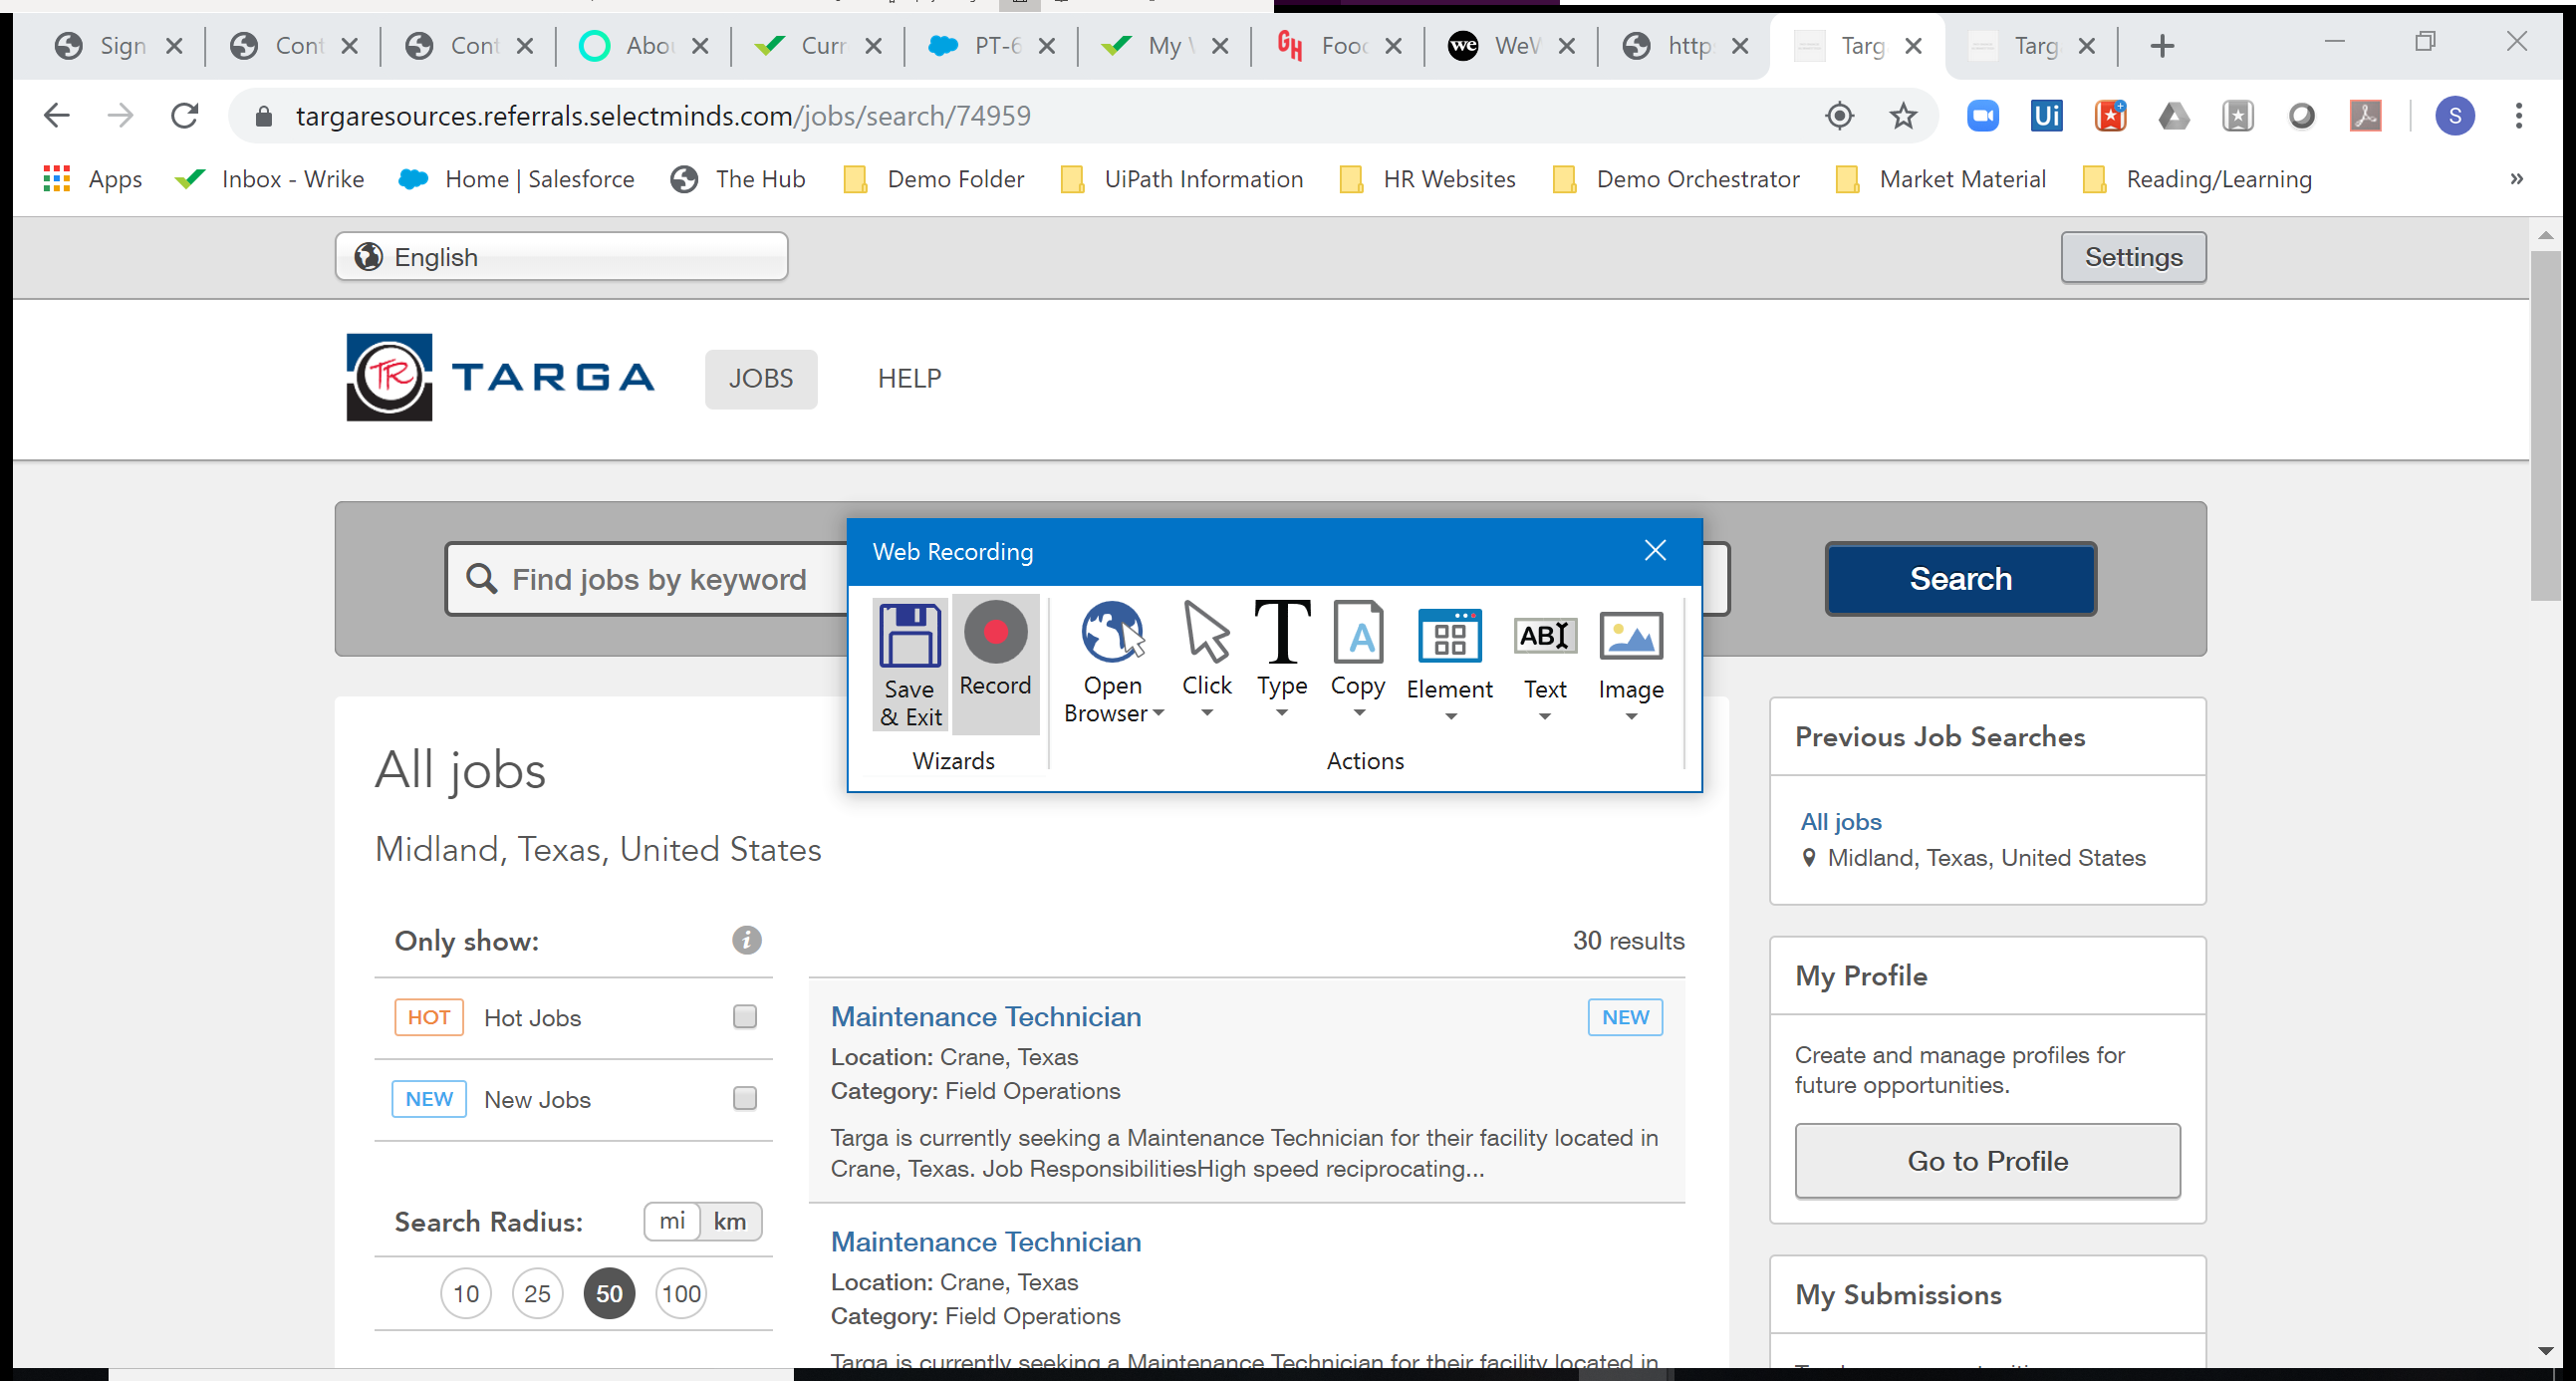 Sign
Cont
Cont
Abou
Curr
PT-6
My
GH
Food
we
WeW
http
Targ
Targ
targaresources.referrals.selectminds.com/jobs/search/74959
Ui
S
Apps
Inbox - Wrike
Home | Salesforce
The Hub
Demo Folder
UiPath Information
HR Websites
Demo Orchestrator
Market Material
Reading/Learning
»
English
Settings
TR
TARGA
JOBS
HELP
Find jobs by keyword
Search
Web Recording
Save
& Exit
Record
Wizards
Open
Browser
Click
Type
Copy
Element
Text
Image
Actions
All jobs
Midland, Texas, United States
Only show:
HOT Hot Jobs
NEW New Jobs
Search Radius:
mi km
10 25 50 100
30 results
Maintenance Technician NEW
Location: Crane, Texas
Category: Field Operations
Targa is currently seeking a Maintenance Technician for their facility located in
Crane, Texas. Job ResponsibilitiesHigh speed reciprocating...
Maintenance Technician
Location: Crane, Texas
Category: Field Operations
Targa is currently seeking a Maintenance Technician for their facility located in
Previous Job Searches
All jobs
Midland, Texas, United States
My Profile
Create and manage profiles for
future opportunities.
Go to Profile
My Submissions